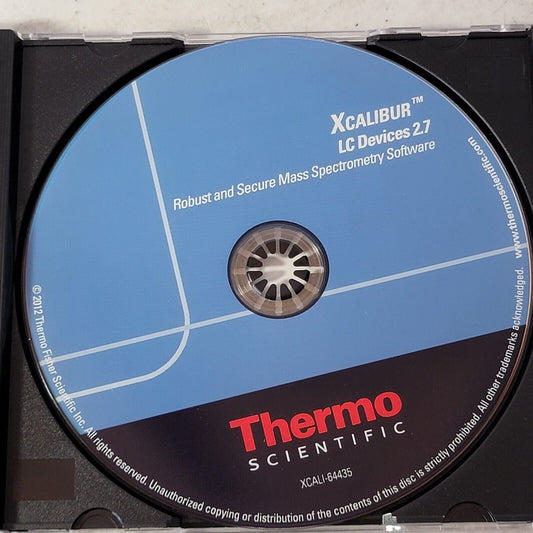 XCALIBUR™
LC Devices 2.7
Robust and Secure Mass Spectrometry Software
Thermo
SCIENTIFIC
XCALI-64435
© 2012 Thermo Fisher Scientific Inc. All rights reserved. Unauthorized copying or distribution of the contents of this disc is strictly prohibited. All other trademarks acknowledged. www.thermoscientific.com